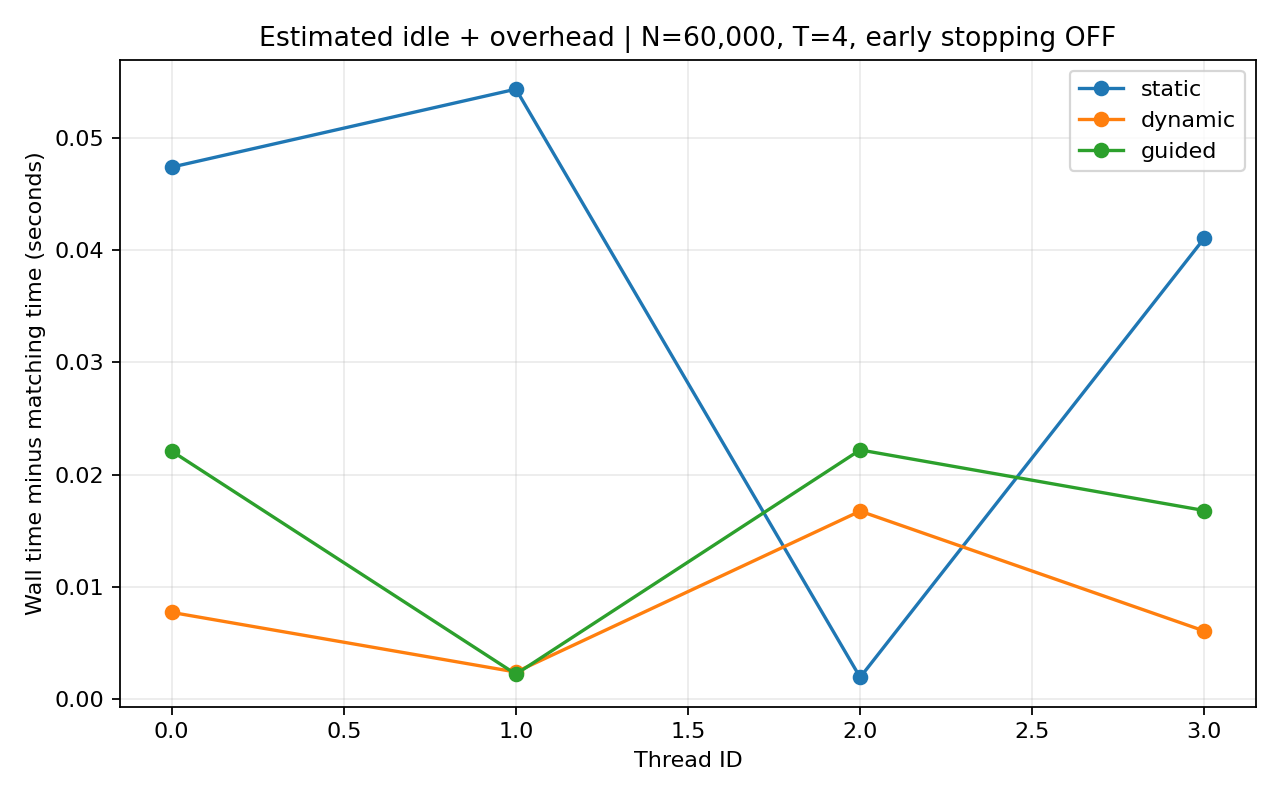 Estimated idle + overhead | N=60,000, T=4, early stopping OFF
static
dynamic
guided
Wall time minus matching time (seconds)
0.05
0.04
0.03
0.02
0.01
0.00
0.0 0.5 1.0 1.5 2.0 2.5 3.0
Thread ID